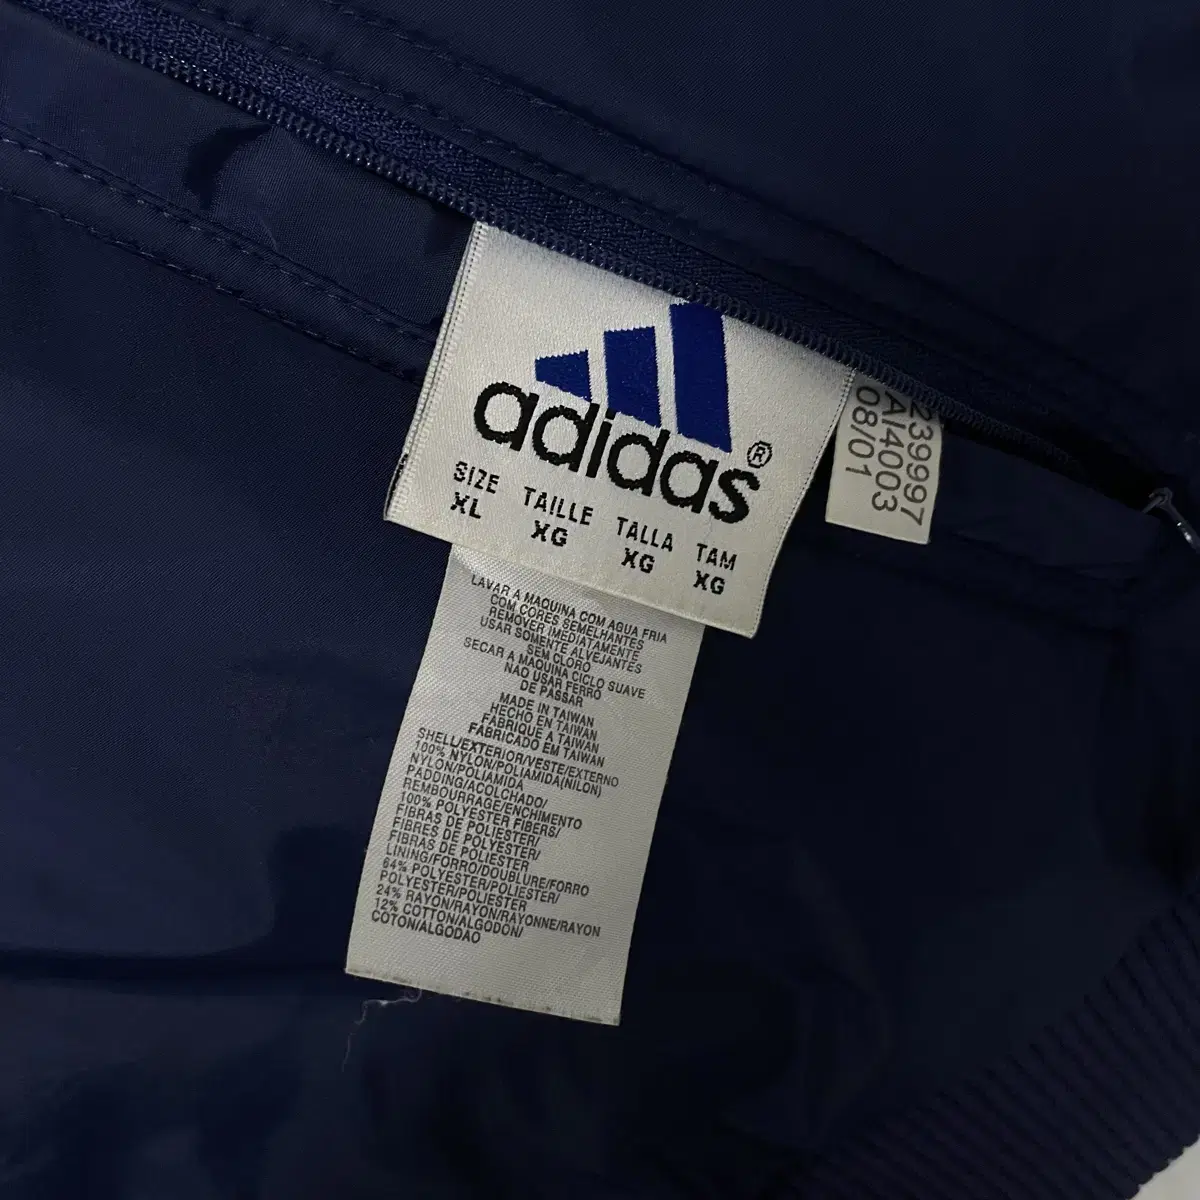 adidas®
SIZE TAILLE TALLA TAM
XL XG XG XG
239997
AI4003
08/01
LAVAR A MAQUINA COM AGUA FRIA
COM CORES SEMELHANTES
REMOVER IMEDIATAMENTE
USAR SOMENTE ALVEJANTES
SEM CLORO
SECAR A MAQUINA CICLO SUAVE
NAO USAR FERRO
DE PASSAR
MADE IN TAIWAN
HECHO EN TAIWAN
FABRIQUE A TAIWAN
FABRICADO EM TAIWAN
SHELL/EXTERIOR/VESTE/EXTERNO
100% NYLON/POLIAMIDA(NILON)
NYLON/POLIAMIDA
PADDING/ACOLCHADO/
REMBOURRAGE/ENCHIMENTO
100% POLYESTER FIBERS/
FIBRAS DE POLIESTER/
FIBRES DE POLYESTER/
FIBRAS DE POLIESTER
LINING/FORRO/DOUBLURE/FORRO
64% POLYESTER/POLIESTER/
POLYESTER/POLIESTER
24% RAYON/RAYON/RAYONNE/RAYON
12% COTTON/ALGODON/
COTON/ALGODAO